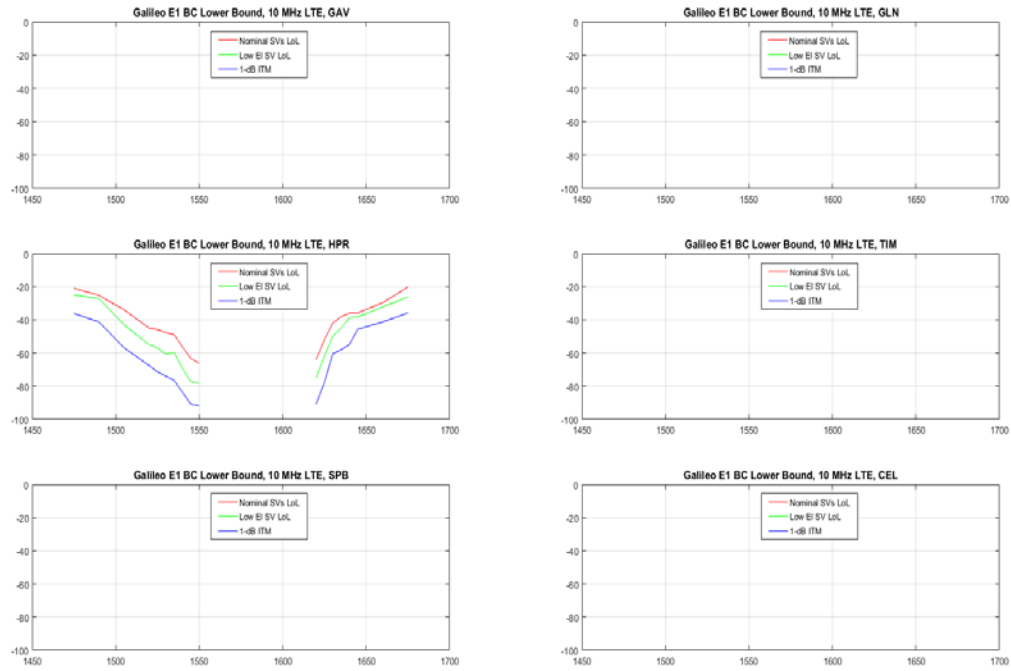 Galileo E1 BC Lower Bound, 10 MHz LTE, GAV
0
-20
-40
-60
-80
-100
1450 1500 1550 1600 1650 1700
Nominal SVs LoL
Low El SV LoL
1-dB ITM
Galileo E1 BC Lower Bound, 10 MHz LTE, GLN
0
-20
-40
-60
-80
-100
1450 1500 1550 1600 1650 1700
Nominal SVs LoL
Low El SV LoL
1-dB ITM
Galileo E1 BC Lower Bound, 10 MHz LTE, HPR
0
-20
-40
-60
-80
-100
1450 1500 1550 1600 1650 1700
Nominal SVs LoL
Low El SV LoL
1-dB ITM
Galileo E1 BC Lower Bound, 10 MHz LTE, TIM
0
-20
-40
-60
-80
-100
1450 1500 1550 1600 1650 1700
Nominal SVs LoL
Low El SV LoL
1-dB ITM
Galileo E1 BC Lower Bound, 10 MHz LTE, SPB
0
-20
-40
-60
-80
-100
1450 1500 1550 1600 1650 1700
Nominal SVs LoL
Low El SV LoL
1-dB ITM
Galileo E1 BC Lower Bound, 10 MHz LTE, CEL
0
-20
-40
-60
-80
-100
1450 1500 1550 1600 1650 1700
Nominal SVs LoL
Low El SV LoL
1-dB ITM